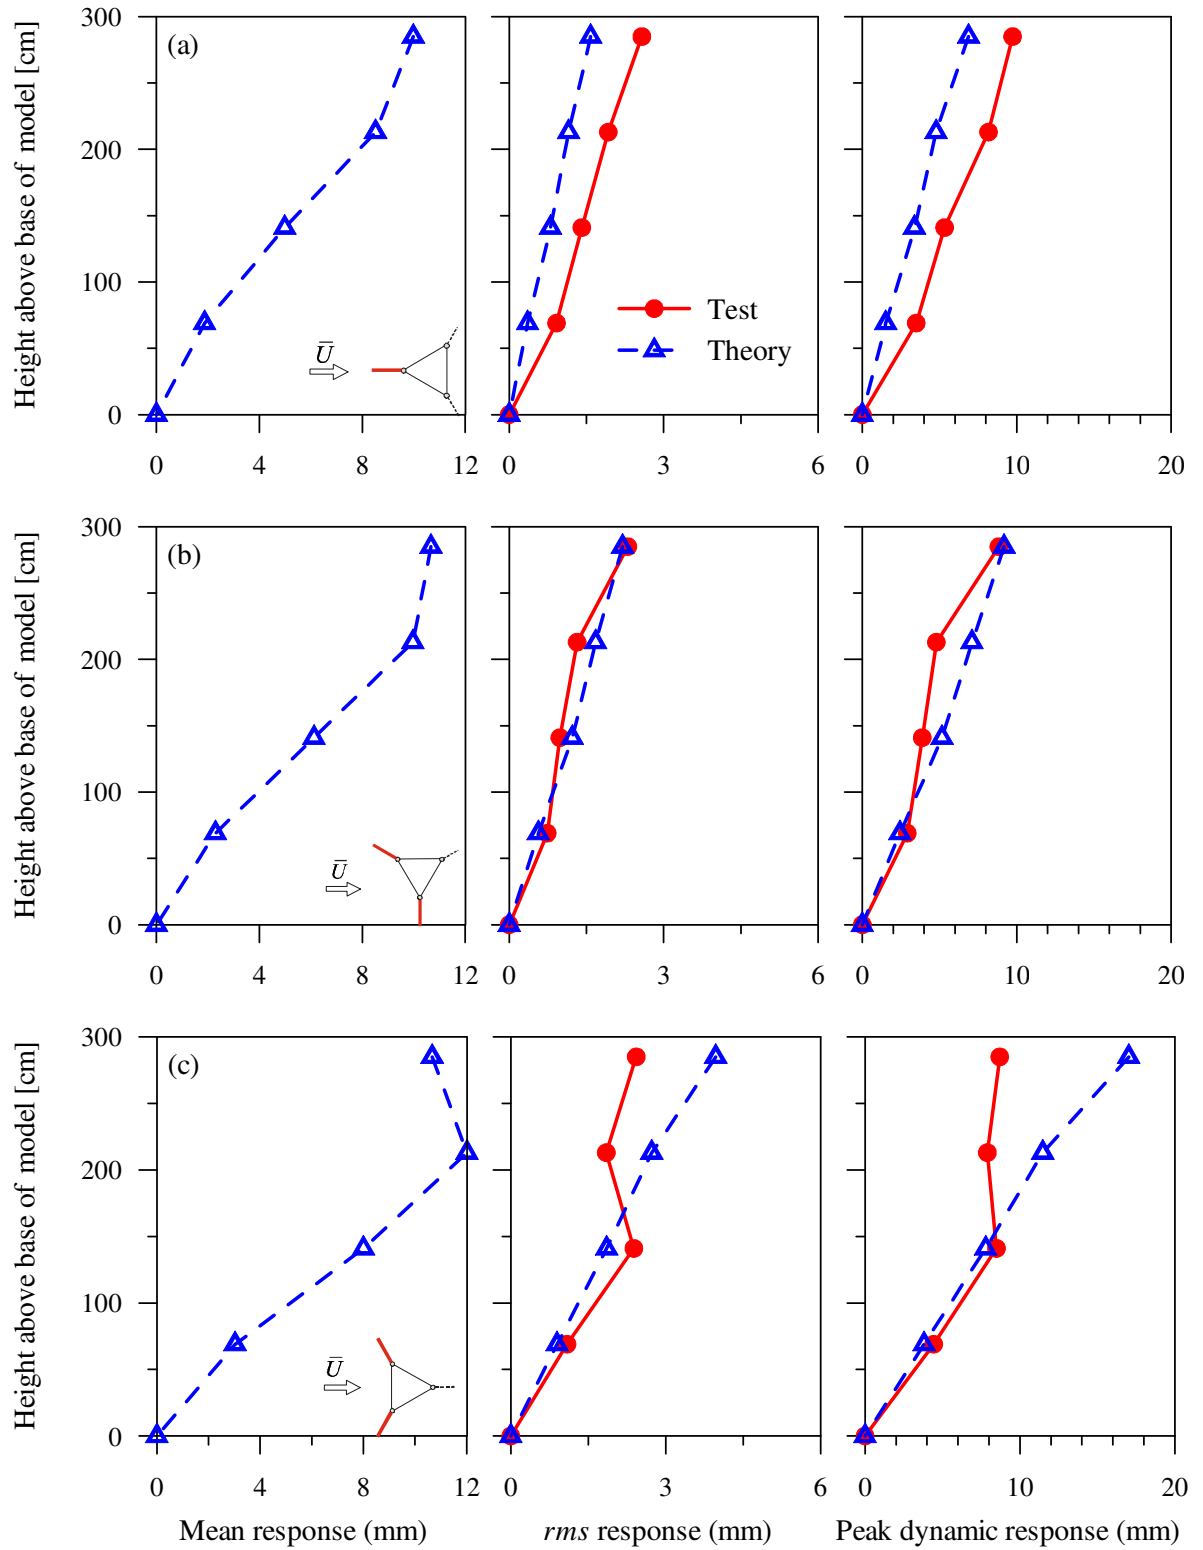 Height above base of model [cm]
300
200
100
0
(a)
Ū
0 4 8 12
Test
Theory
0 3 6
0 10 20
Height above base of model [cm]
300
200
100
0
(b)
Ū
0 4 8 12
0 3 6
0 10 20
Height above base of model [cm]
300
200
100
0
(c)
Ū
0 4 8 12
0 3 6
0 10 20
Mean response (mm)
rms response (mm)
Peak dynamic response (mm)